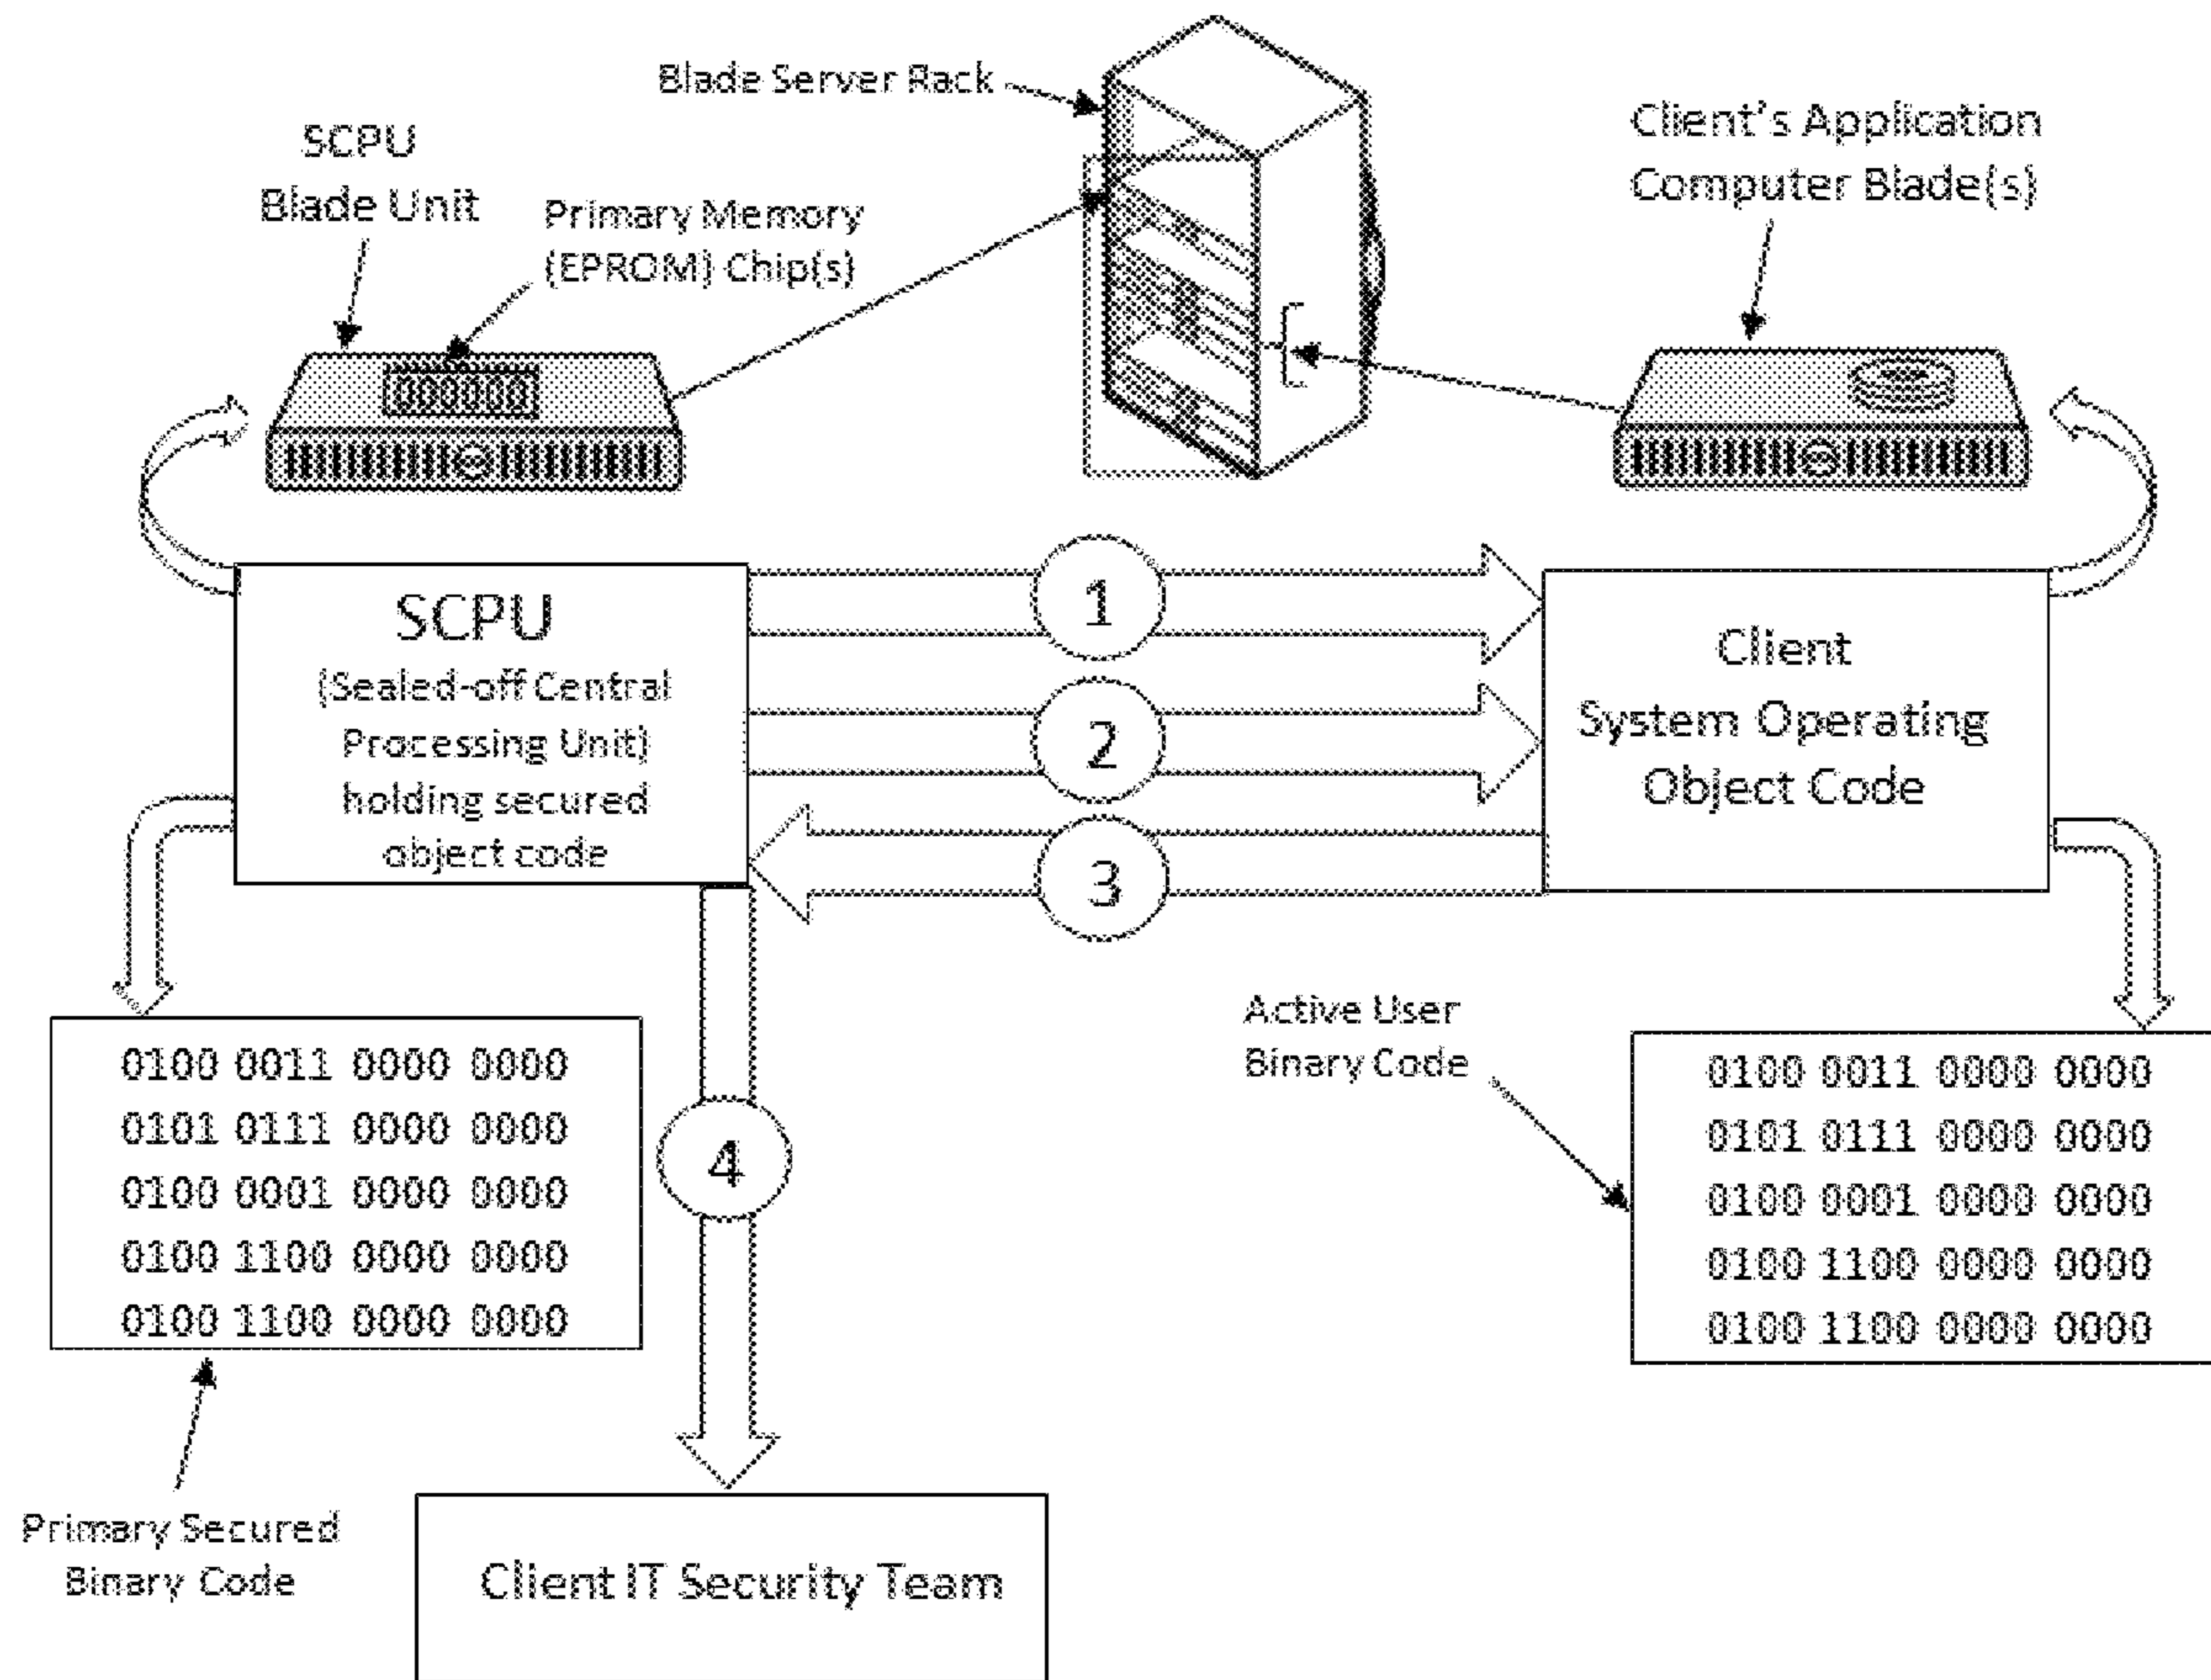 Blade Server Rack
SCPU
Blade Unit
Primary Memory
(EPROM) Chip(s)
Client's Application
Computer Blade(s)
000000
SCPU
(Sealed-off Central
Processing Unit)
holding secured
object code
1
2
3
Client
System Operating
Object Code
4
0100 0011 0000 0000
0101 0111 0000 0000
0100 0001 0000 0000
0100 1100 0000 0000
0100 1100 0000 0000
Active User
Binary Code
0100 0011 0000 0000
0101 0111 0000 0000
0100 0001 0000 0000
0100 1100 0000 0000
0100 1100 0000 0000
Primary Secured
Binary Code
Client IT Security Team